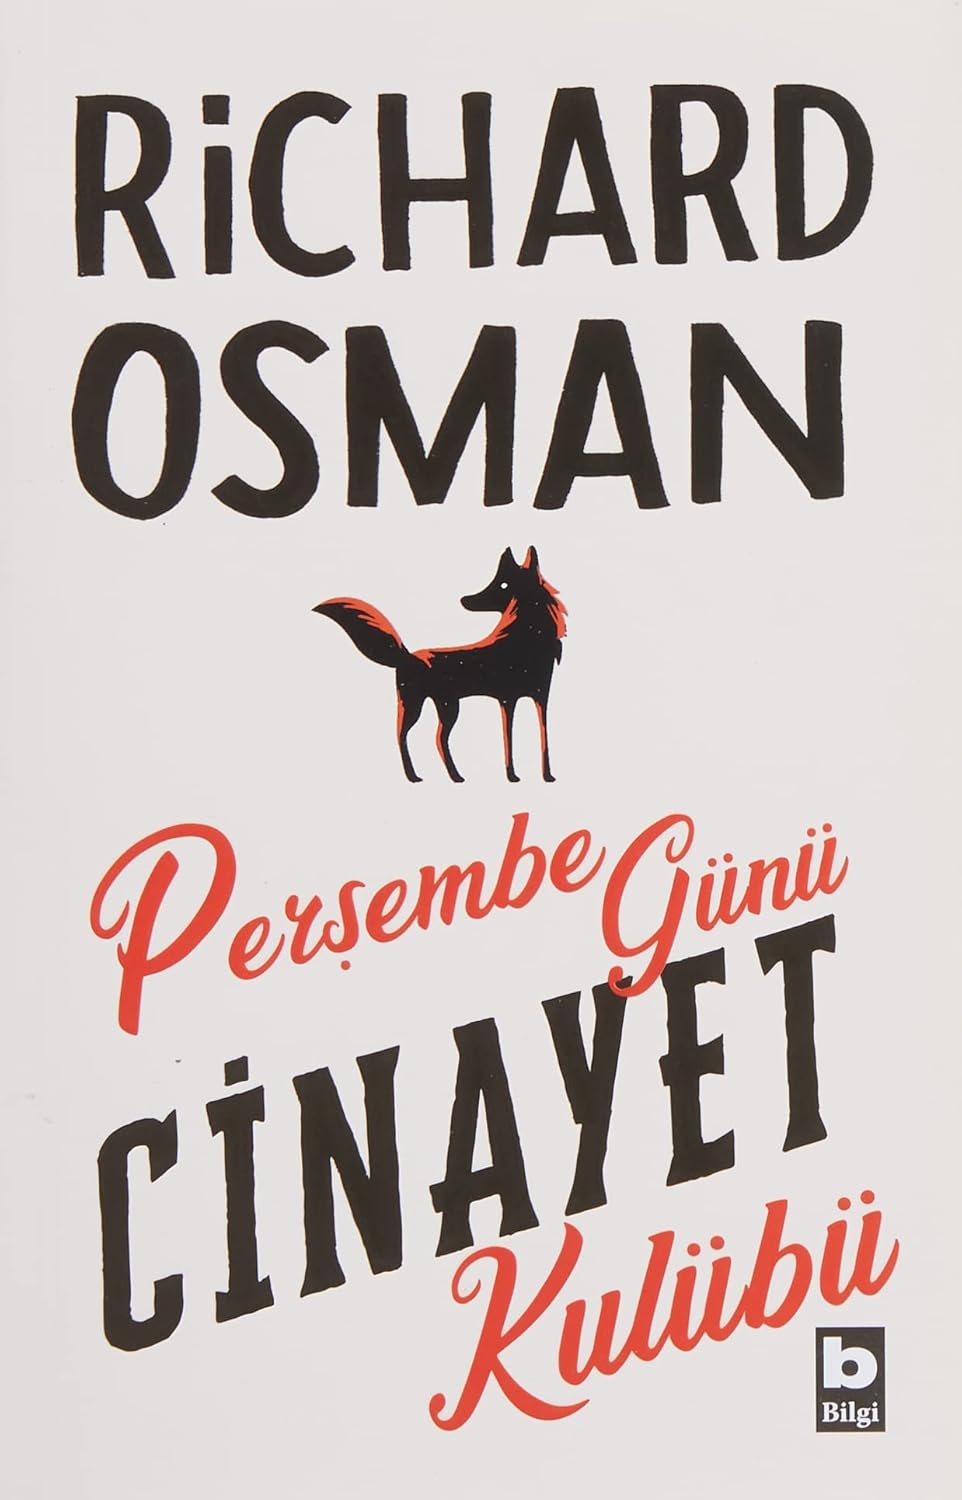 RiCHARD
OSMAN
Perşembe Günü
CİNAYET
Kulübü
b
Bilgi